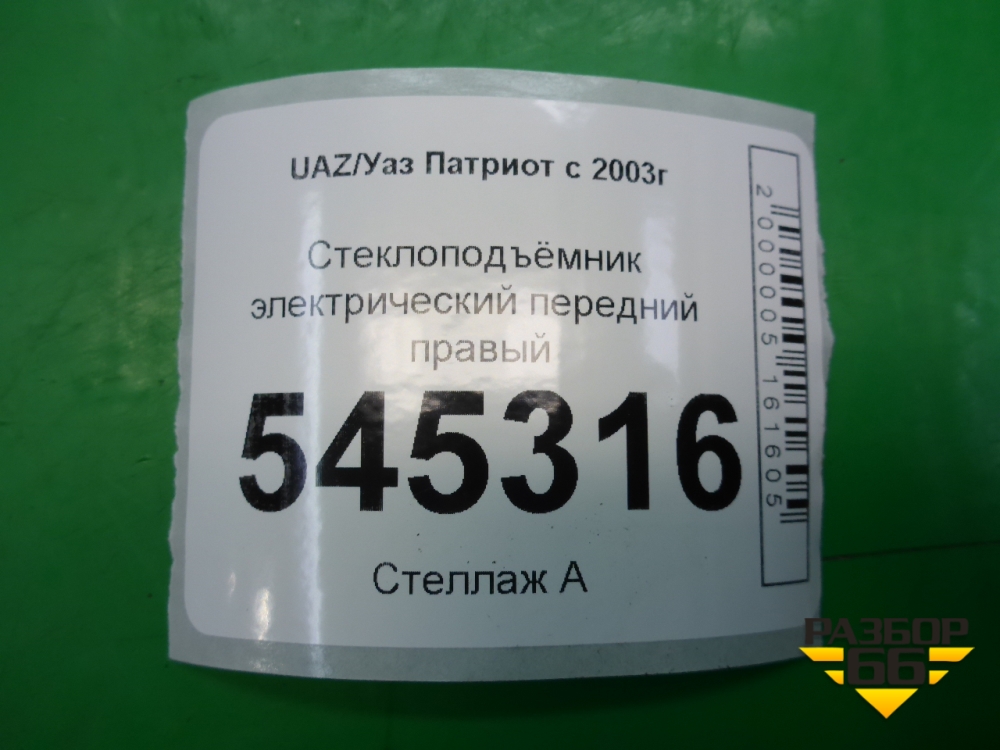 UAZ/Уаз Патриот с 2003г
Стеклоподъёмник
электрический передний
правый
545316
Стеллаж А
2000005161605
РАЗБОР
66